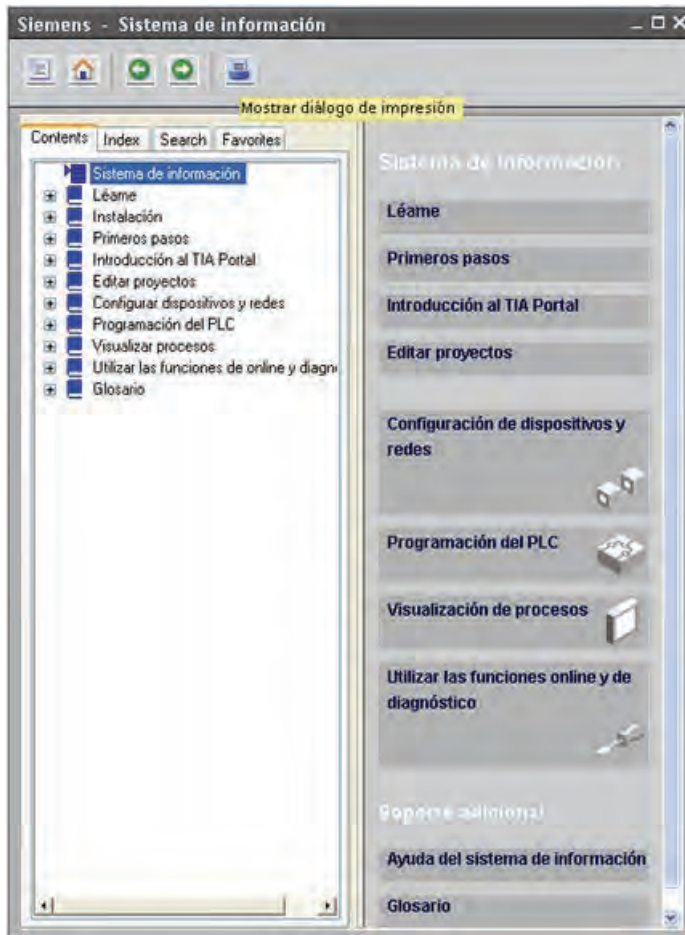 Siemens - Sistema de información
Mostrar diálogo de impresión
Contents Index Search Favorites
Sistema de información
Léame
Instalación
Primeros pasos
Introducción al TIA Portal
Editar proyectos
Configurar dispositivos y redes
Programación del PLC
Visualizar procesos
Utilizar las funciones de online y diagn
Glosario
Sistema de información
Léame
Primeros pasos
Introducción al TIA Portal
Editar proyectos
Configuración de dispositivos y
redes
Programación del PLC
Visualización de procesos
Utilizar las funciones online y de
diagnóstico
Soporte adicional
Ayuda del sistema de información
Glosario